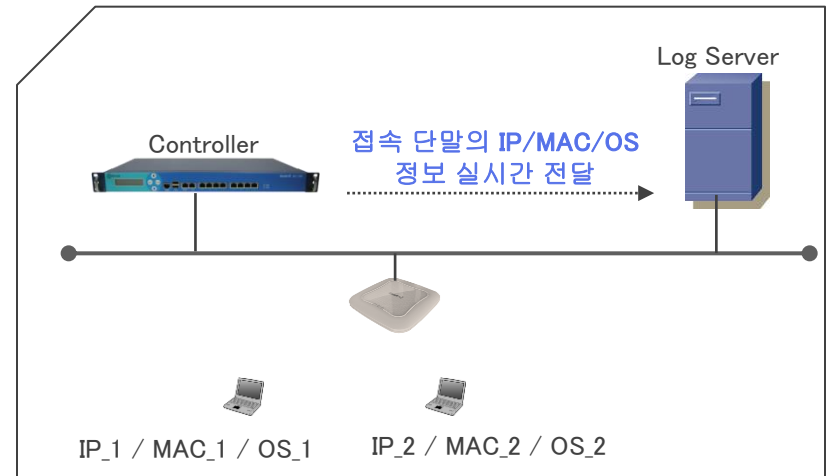 Log Server
Controller
접속 단말의 IP/MAC/OS
정보 실시간 전달
IP_1 / MAC_1 / OS_1
IP_2 / MAC_2 / OS_2